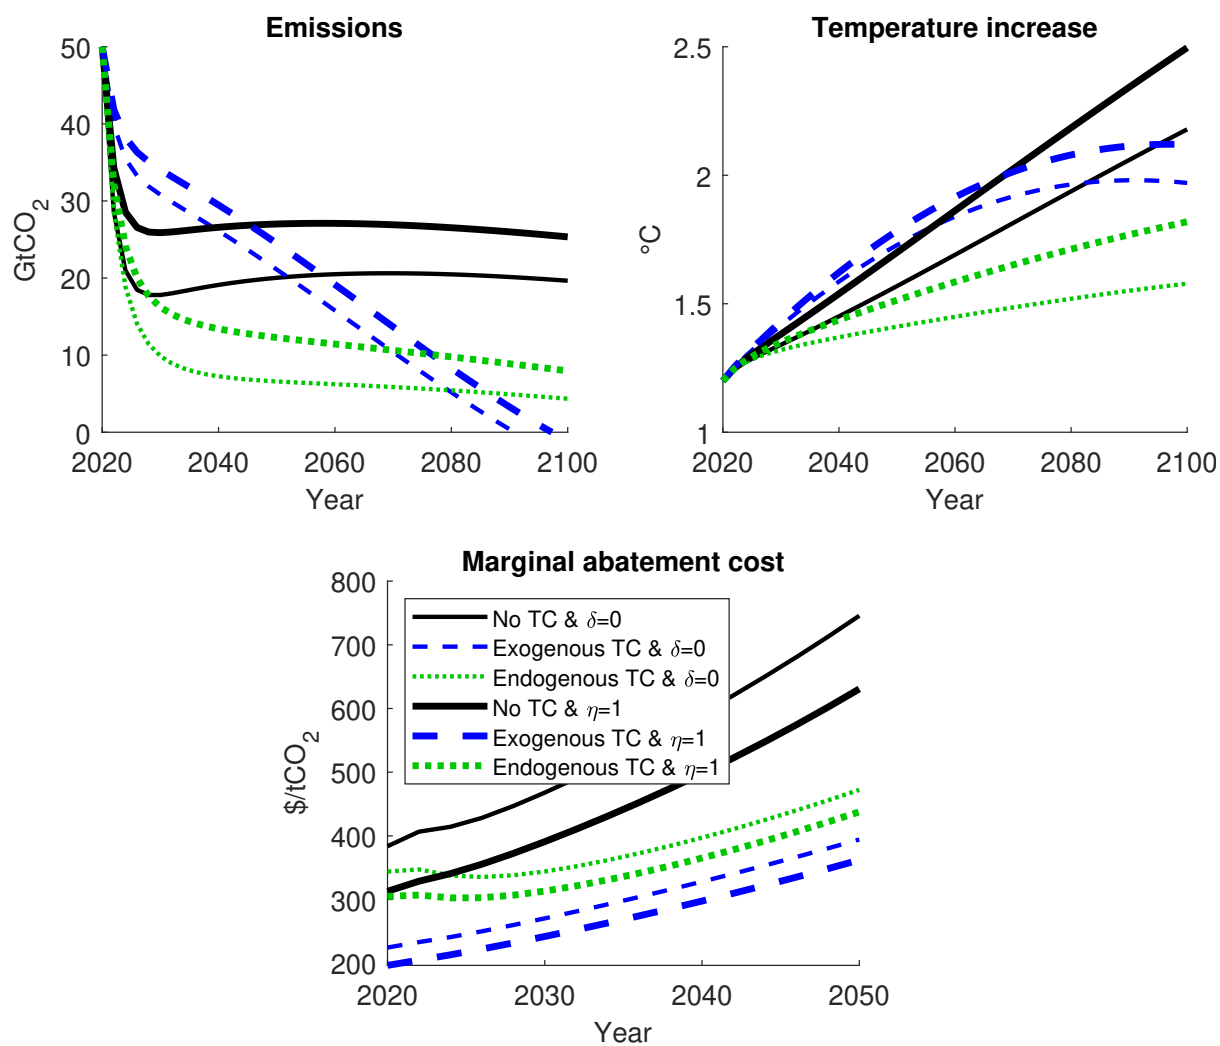 Emissions
50
40
30
20
10
0
GtCO2
2020 2040 2060 2080 2100
Year
Temperature increase
2.5
2
1.5
1
°C
2020 2040 2060 2080 2100
Year
Marginal abatement cost
800
700
600
500
400
300
200
$/tCO2
No TC & δ=0
Exogenous TC & δ=0
Endogenous TC & δ=0
No TC & η=1
Exogenous TC & η=1
Endogenous TC & η=1
2020 2030 2040 2050
Year